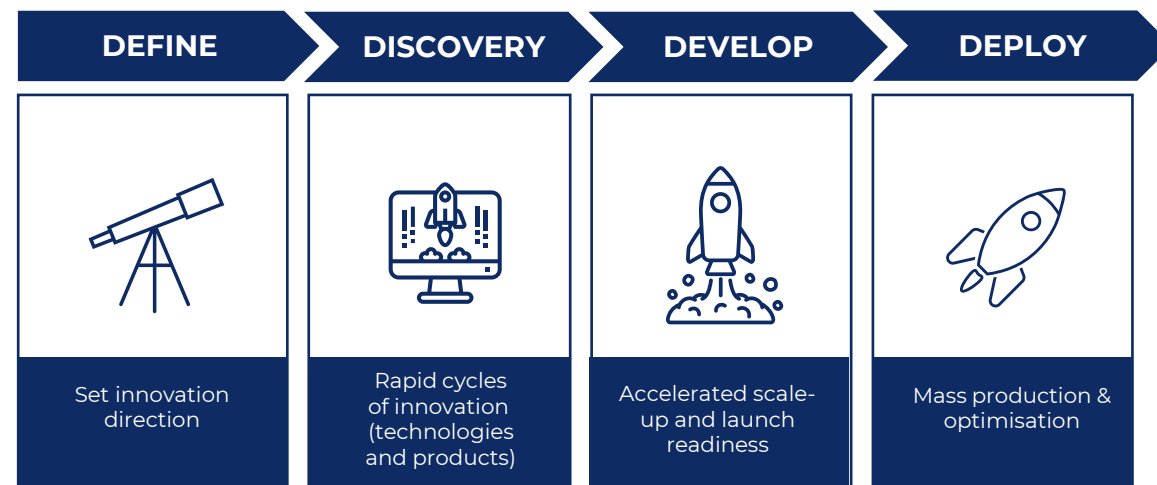 DEFINE
DISCOVERY
DEVELOP
DEPLOY
Set innovation
direction
Rapid cycles
of innovation
(technologies
and products)
Accelerated scale-
up and launch
readiness
Mass production &
optimisation